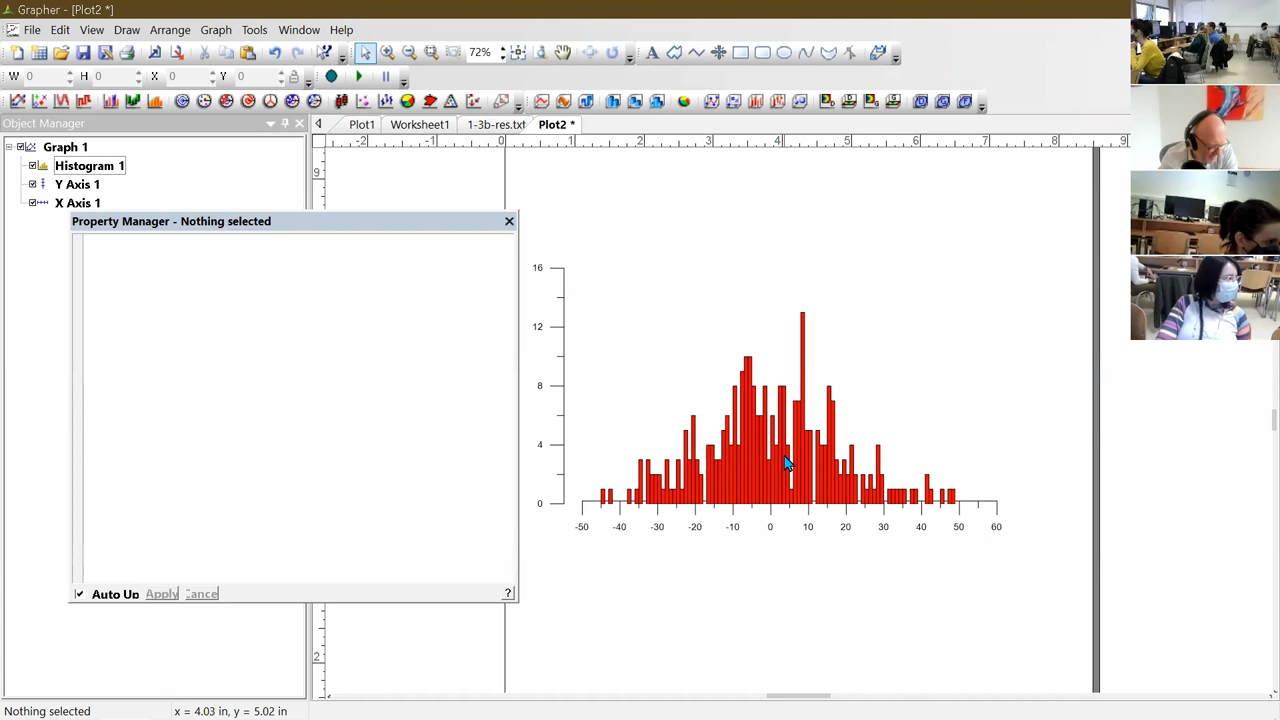 Grapher - [Plot2 *]
File Edit View Draw Arrange Graph Tools Window Help
72%
W 0 H 0 X 0 Y 0
Object Manager
Plot1 Worksheet1 1-3b-res.txt Plot2 *
Graph 1
Histogram 1
Y Axis 1
X Axis 1
-2 -1 0 1 2 3 4 5 6 7 8 9
9
2
Property Manager - Nothing selected
Auto Up Apply Cance ?
16
12
8
4
0
-50 -40 -30 -20 -10 0 10 20 30 40 50 60
Nothing selected x = 4.03 in, y = 5.02 in